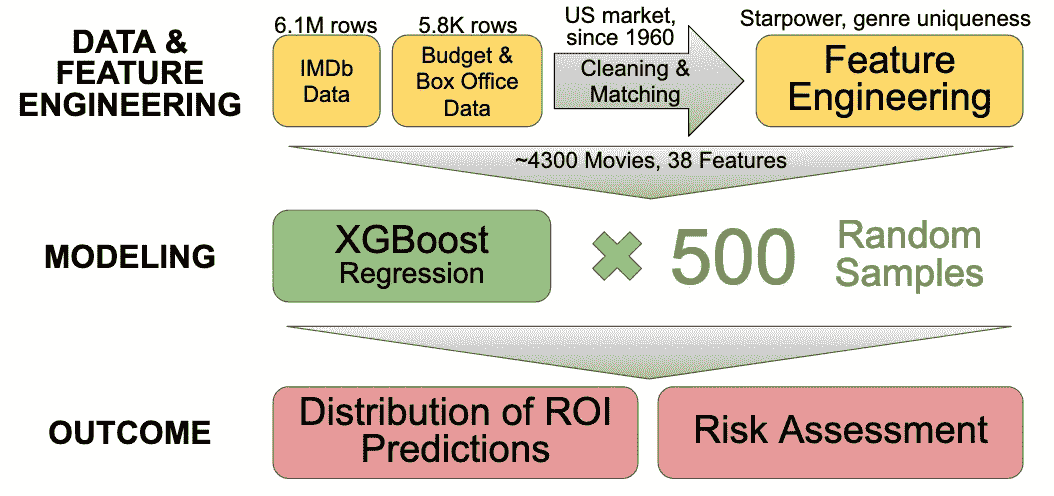 DATA &
FEATURE
ENGINEERING
6.1M rows
IMDb
Data
5.8K rows
Budget &
Box Office
Data
US market,
since 1960
Cleaning &
Matching
Starpower, genre uniqueness
Feature
Engineering
~4300 Movies, 38 Features
MODELING
XGBoost
Regression
✖ 500
Random
Samples
OUTCOME
Distribution of ROI
Predictions
Risk Assessment